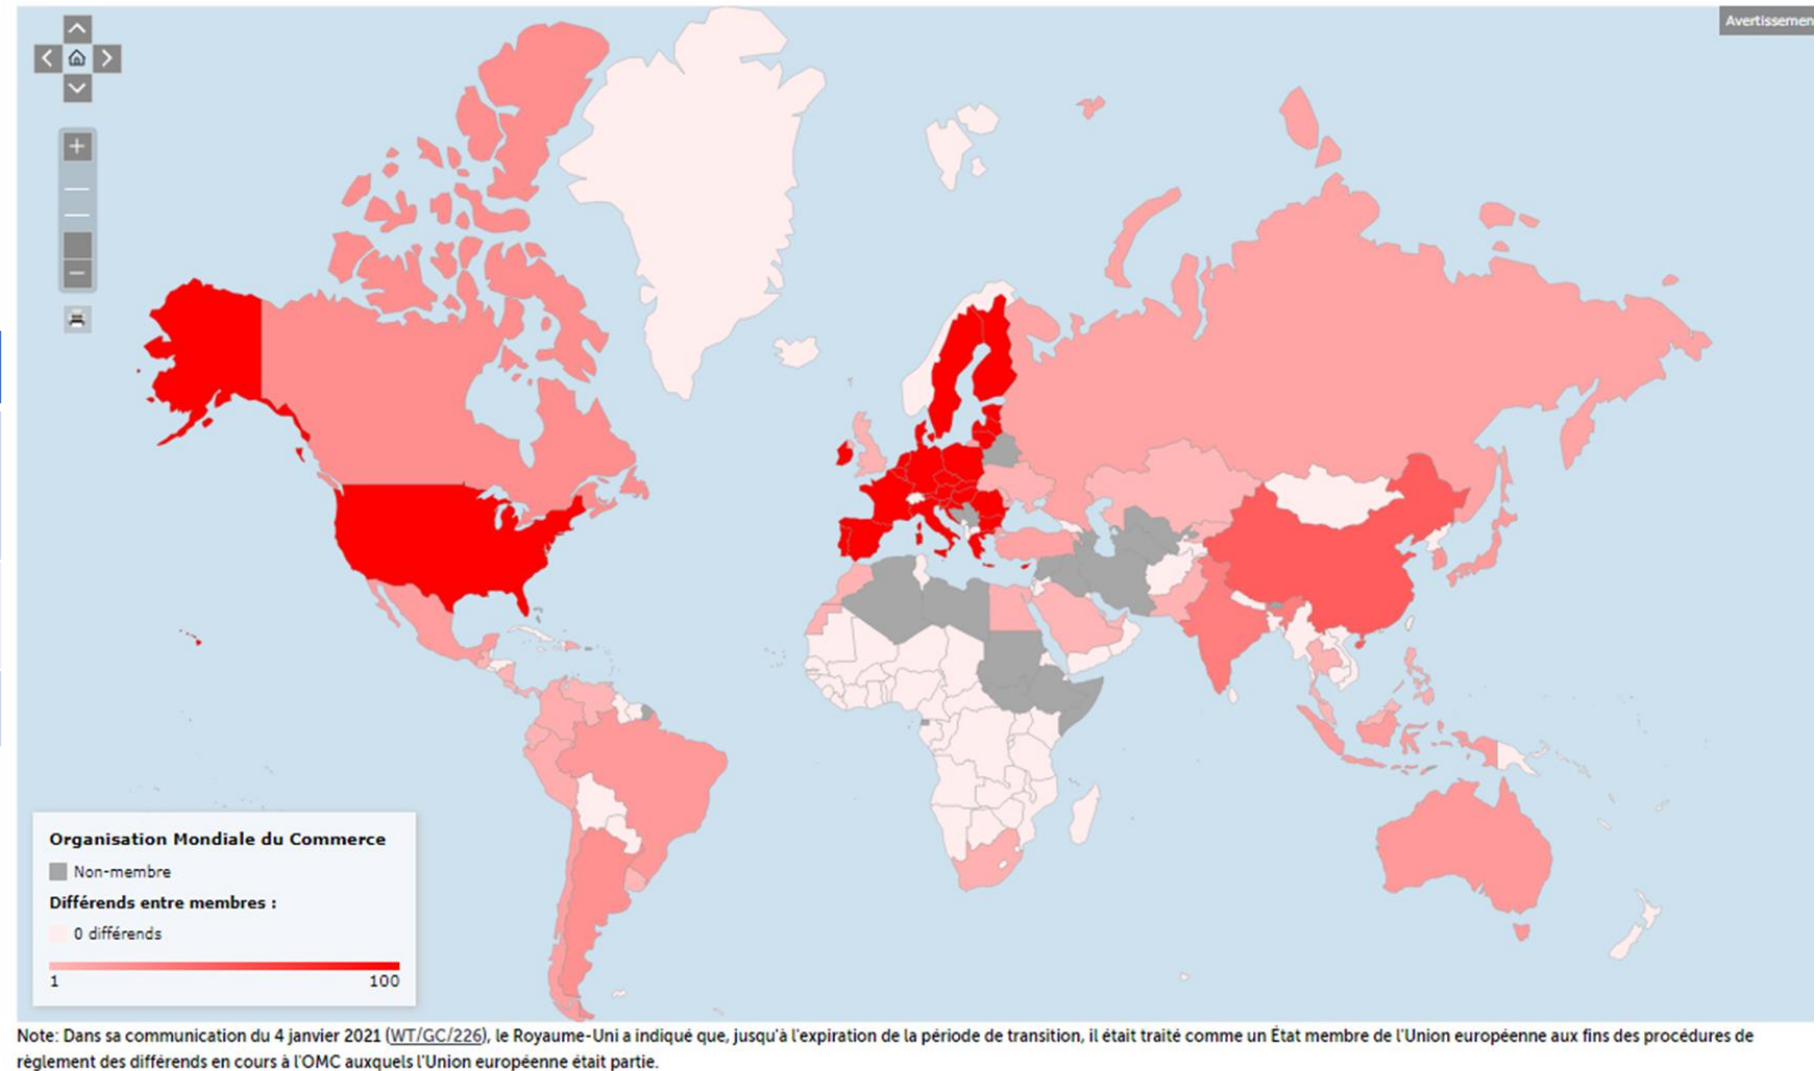 Avertissemen
Organisation Mondiale du Commerce
Non-membre
Différends entre membres :
0 différends
1 100
Note: Dans sa communication du 4 janvier 2021 (WT/GC/226), le Royaume-Uni a indiqué que, jusqu'à l'expiration de la période de transition, il était traité comme un État membre de l'Union européenne aux fins des procédures de
règlement des différends en cours à l'OMC auxquels l'Union européenne était partie.